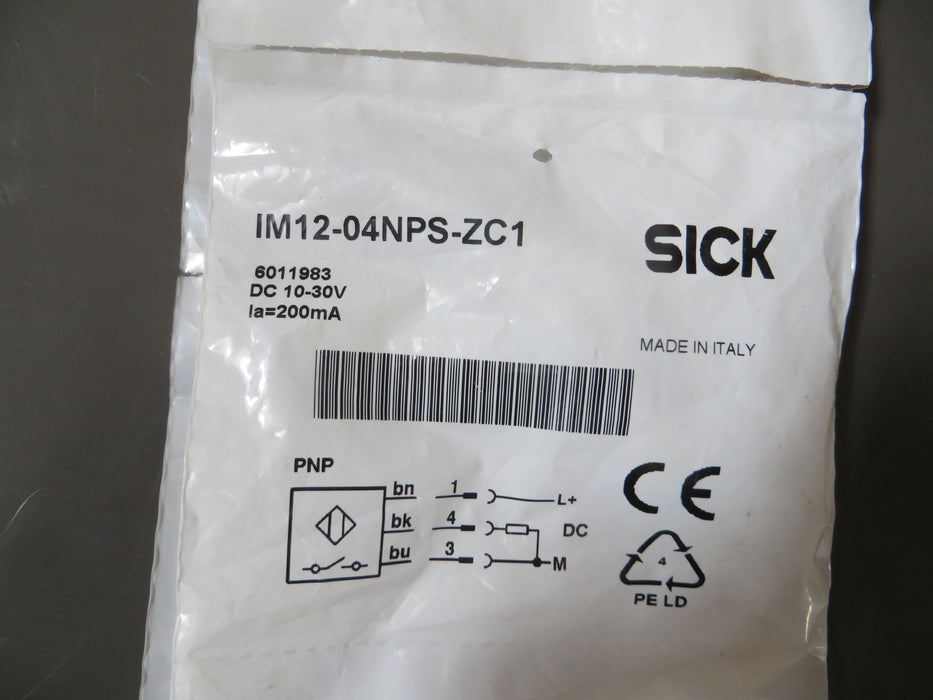 IM12-04NPS-ZC1
SICK
6011983
DC 10-30V
Ia=200mA
MADE IN ITALY
PNP
bn 1 L+
bk 4 DC
bu 3 M
CE
4
PE LD